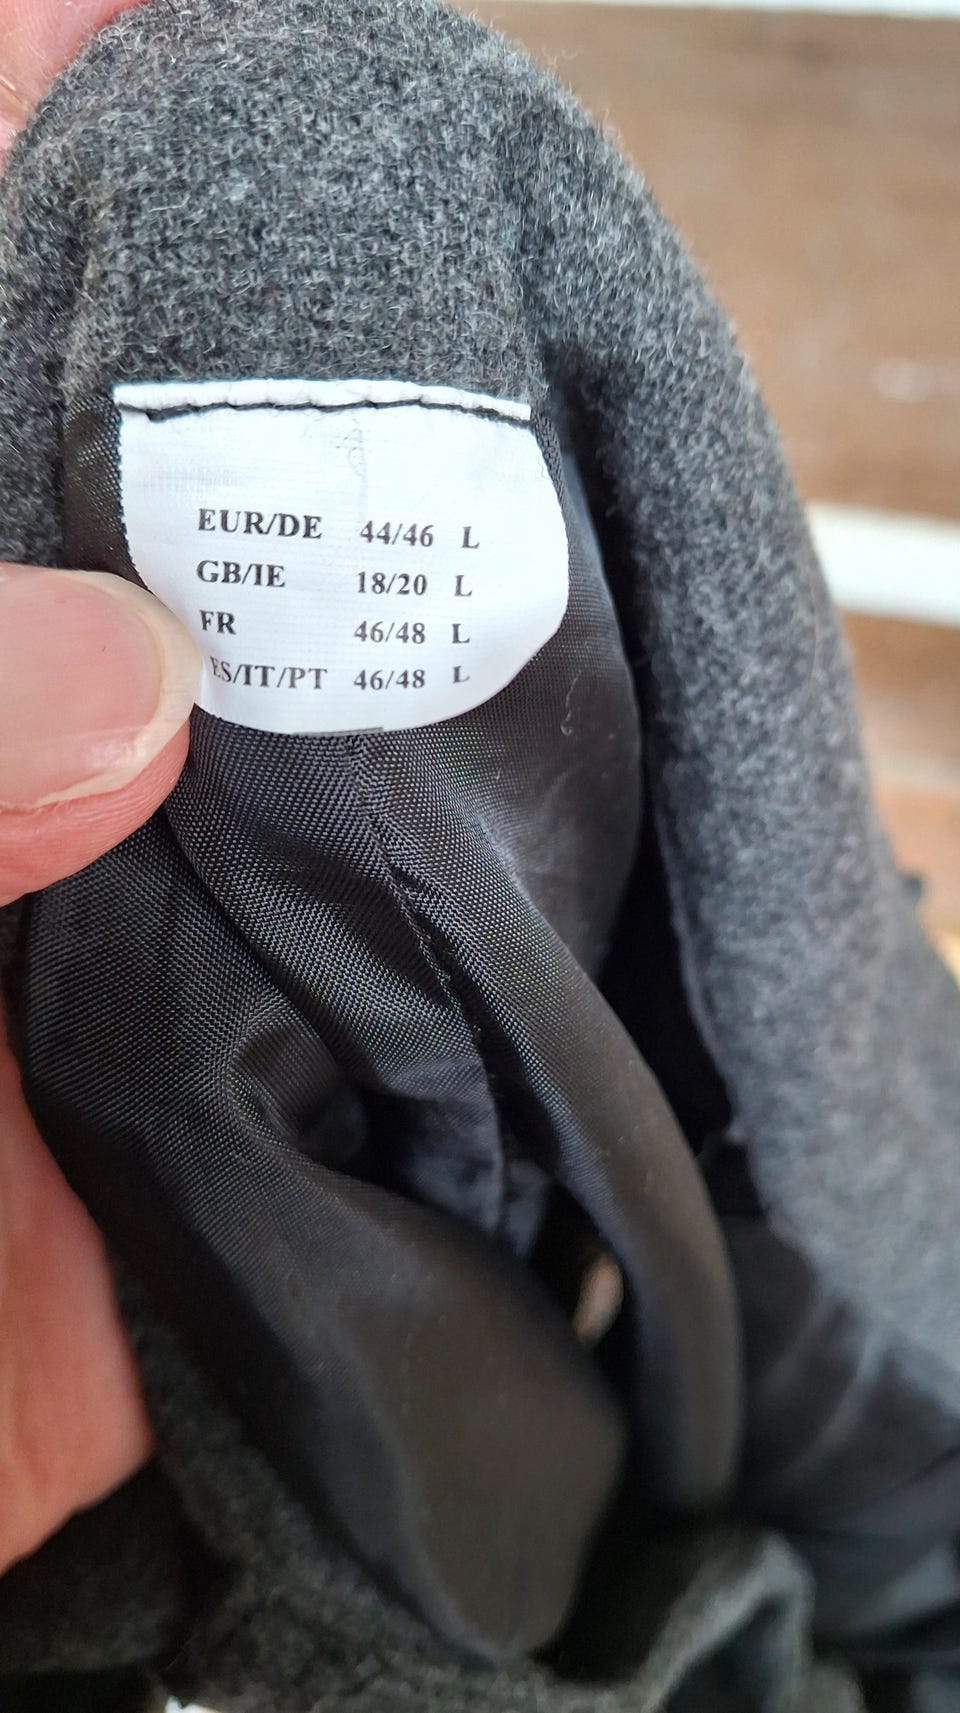 EUR/DE 44/46 L
GB/IE 18/20 L
FR 46/48 L
ES/IT/PT 46/48 L